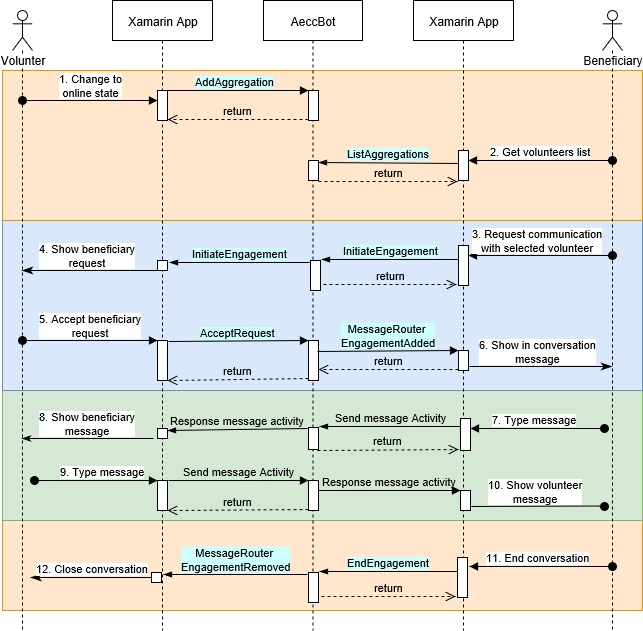 Xamarin App
AeccBot
Xamarin App
Volunter
Beneficiary
1. Change to
online state
AddAggregation
return
ListAggregations
2. Get volunteers list
return
4. Show beneficiary
request
InitiateEngagement
InitiateEngagement
3. Request communication
with selected volunteer
return
5. Accept beneficiary
request
AcceptRequest
MessageRouter
EngagementAdded
6. Show in conversation
message
return
return
8. Show beneficiary
message
Response message activity
Send message Activity
7. Type message
return
9. Type message
Send message Activity
Response message activity
10. Show volunteer
message
return
12. Close conversation
MessageRouter
EngagementRemoved
EndEngagement
11. End conversation
return